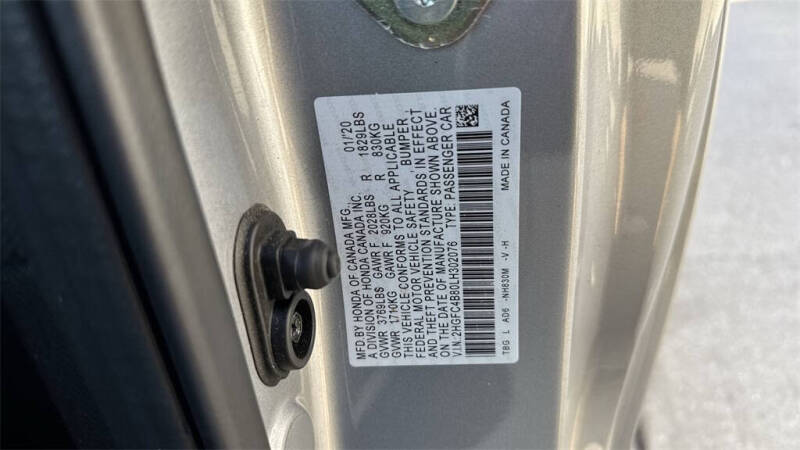 MFD. BY HONDA OF CANADA MFG., 01/'20
A DIVISION OF HONDA CANADA INC.
GVWR 3769LBS GAWR F 2028LBS R 1829LBS
GVWR 1710KG GAWR F 920KG R 830KG
THIS VEHICLE CONFORMS TO ALL APPLICABLE
FEDERAL MOTOR VEHICLE SAFETY , BUMPER ,
AND THEFT PREVENTION STANDARDS IN EFFECT
ON THE DATE OF MANUFACTURE SHOWN ABOVE.
V.I.N.:2HGFC4B80LH302076 TYPE: PASSENGER CAR
TBG L AD6 -NH830M -V -H MADE IN CANADA